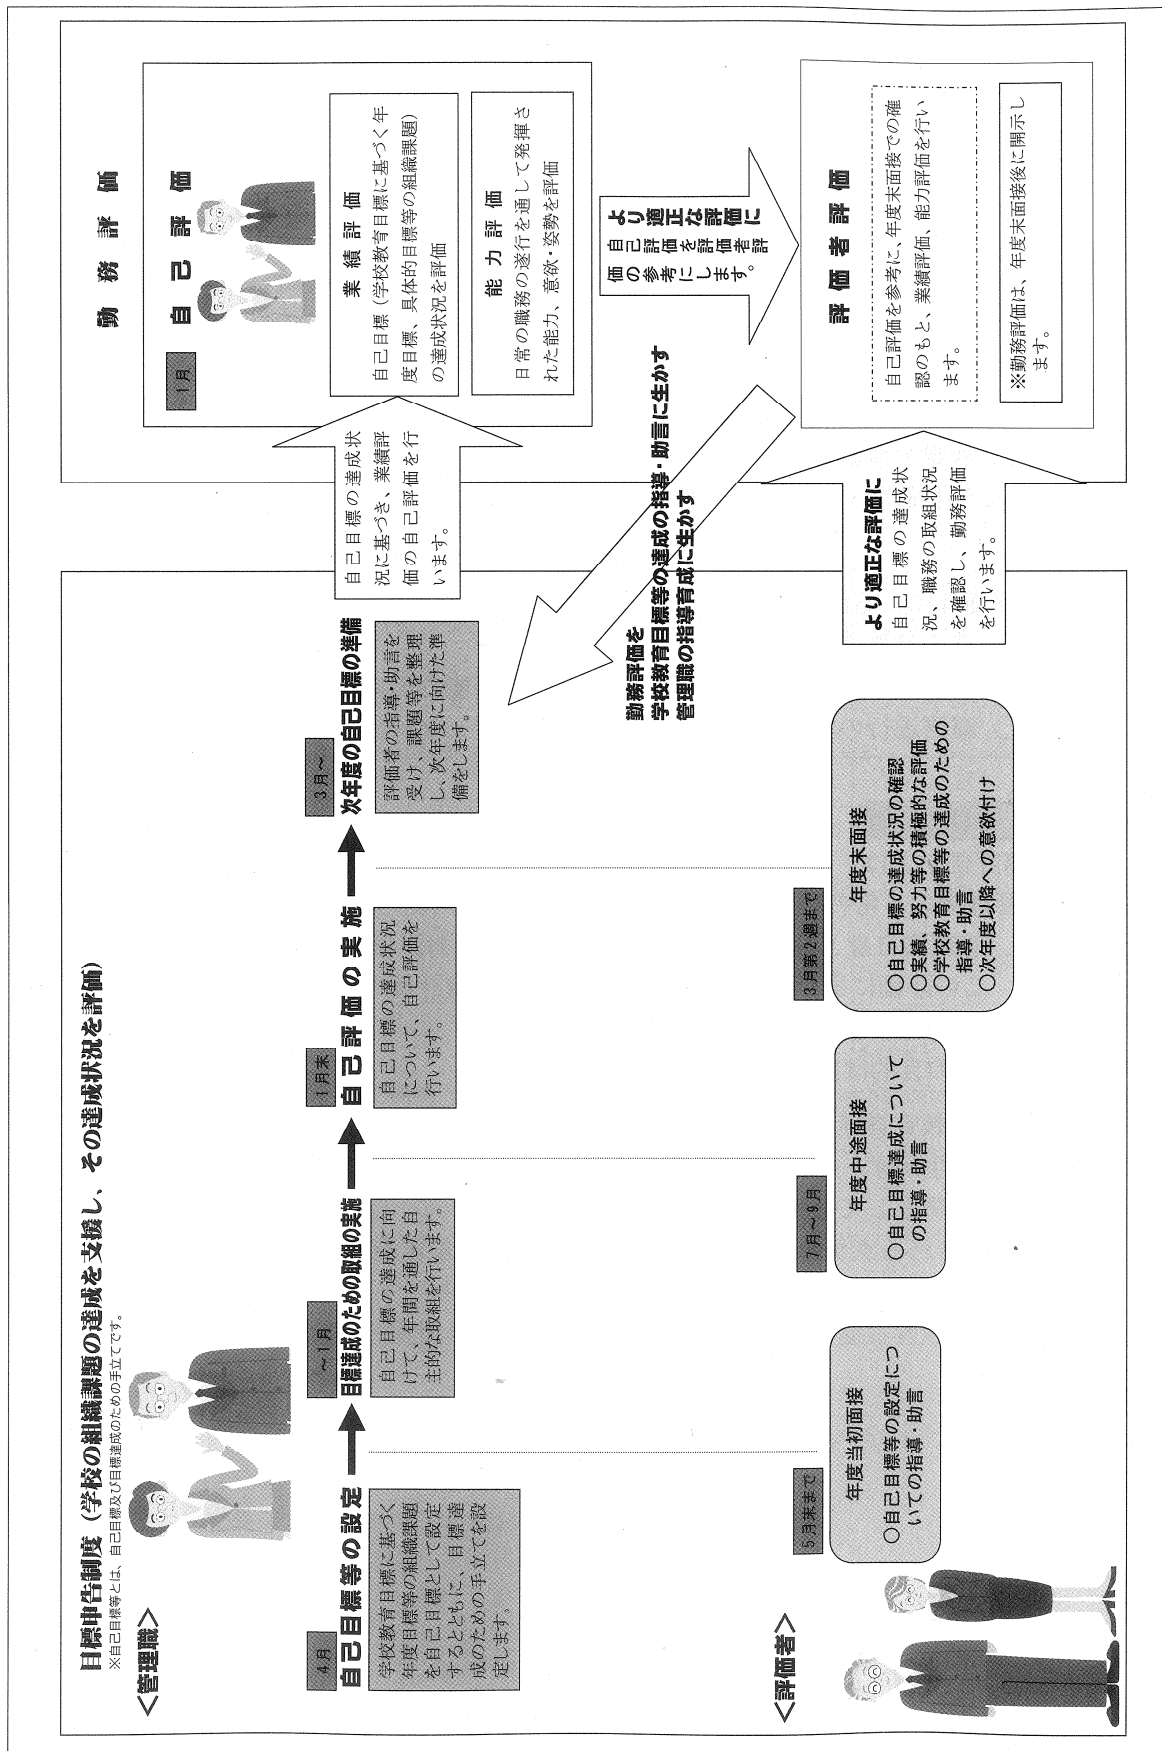 目標申告制度（学校の組織課題の達成を支援し、その達成状況を評価）
※自己目標等とは、自己目標及び目標達成のための手立てです。
＜管理職＞
4月
自己目標等の設定
学校教育目標に基づく
年度目標等の組織課題
を自己目標として設定
するとともに、目標達
成のための手立てを設
定します。
～1月
目標達成のための取組の実施
自己目標の達成に向
けて、年間を通した自
主的な取組を行います。
1月末
自己評価の実施
自己目標の達成状況
について、自己評価を
行います。
3月～
次年度の自己目標の準備
評価者の指導・助言を
受け、課題等を整理
し、次年度に向けた準
備をします。
＜評価者＞
5月末まで
年度当初面接
○自己目標等の設定につ
いての指導・助言
7月～9月
年度中途面接
○自己目標達成について
の指導・助言
3月第2週まで
年度末面接
○自己目標の達成状況の確認
○実績、努力等の積極的な評価
○学校教育目標等の達成のための
指導・助言
○次年度以降への意欲付け
自己目標の達成状
況に基づき、業績評
価の自己評価を行
います。
勤務評価を
学校教育目標等の達成の指導・助言に生かす
管理職の指導育成に生かす
より適正な評価に
自己目標の達成状
況、職務の取組状況
を確認し、勤務評価
を行います。
勤務評価
1月
自己評価
業績評価
自己目標（学校教育目標に基づく年
度目標、具体的目標等の組織課題）
の達成状況を評価
能力評価
日常の職務の遂行を通して発揮さ
れた能力、意欲・姿勢を評価
より適正な評価に
自己評価を評価者評
価の参考にします。
評価者評価
自己評価を参考に、年度末面接での確
認のもと、業績評価、能力評価を行い
ます。
※勤務評価は、年度末面接後に開示し
ます。